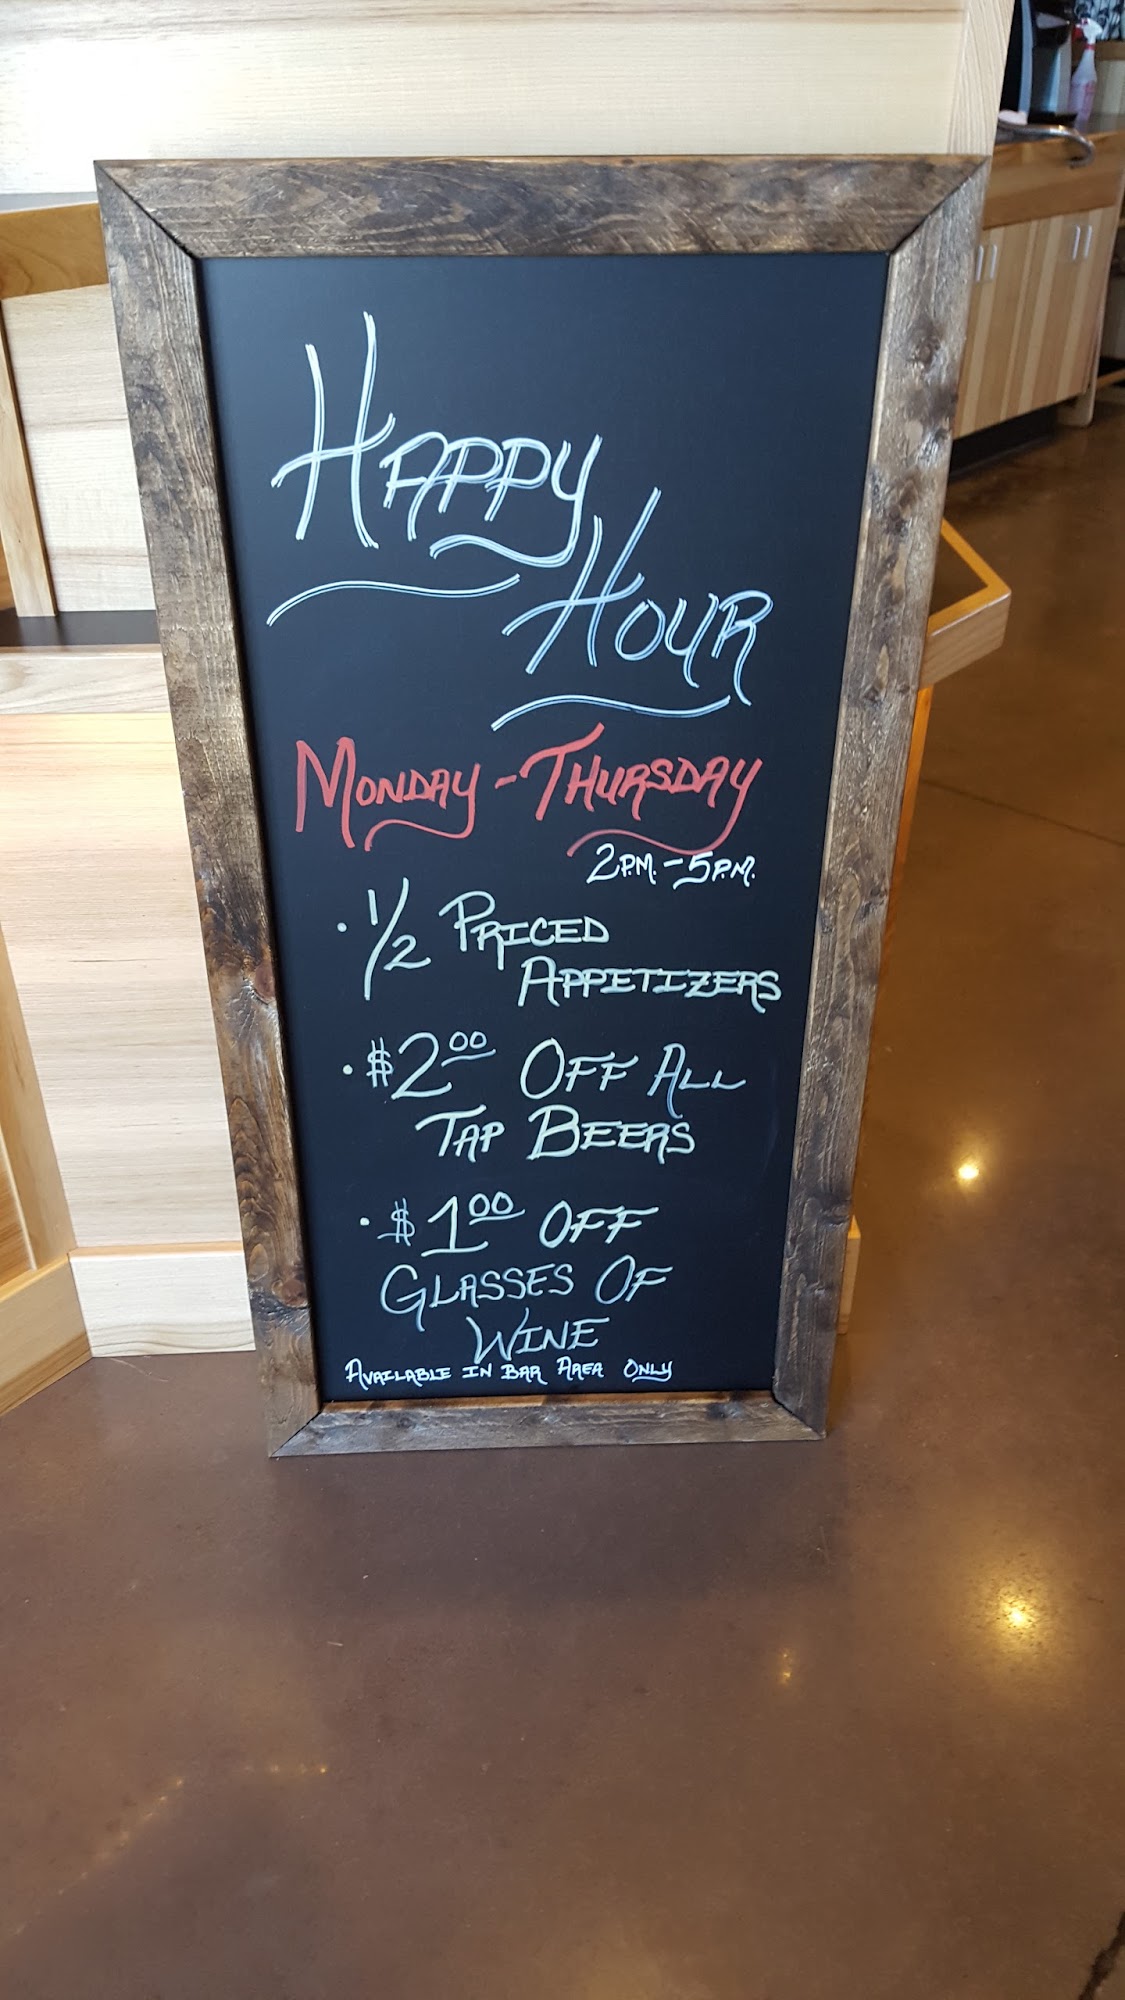 Happy
Hour
Monday - Thursday
2P.M. - 5P.M.
• 1/2 Priced
Appetizers
• $2.00 Off All
Tap Beers
• $1.00 Off
Glasses Of
Wine
Available in Bar Area Only